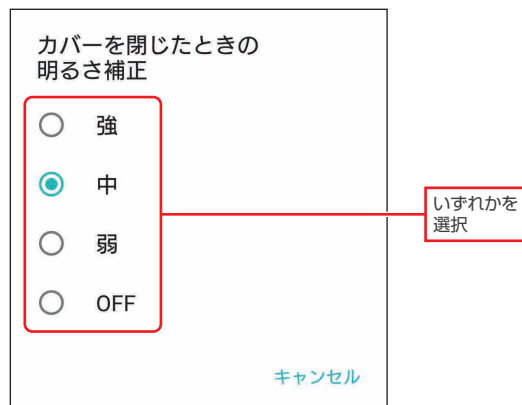 カバーを閉じたときの
明るさ補正
強
中
弱
OFF
いずれかを
選択
キャンセル